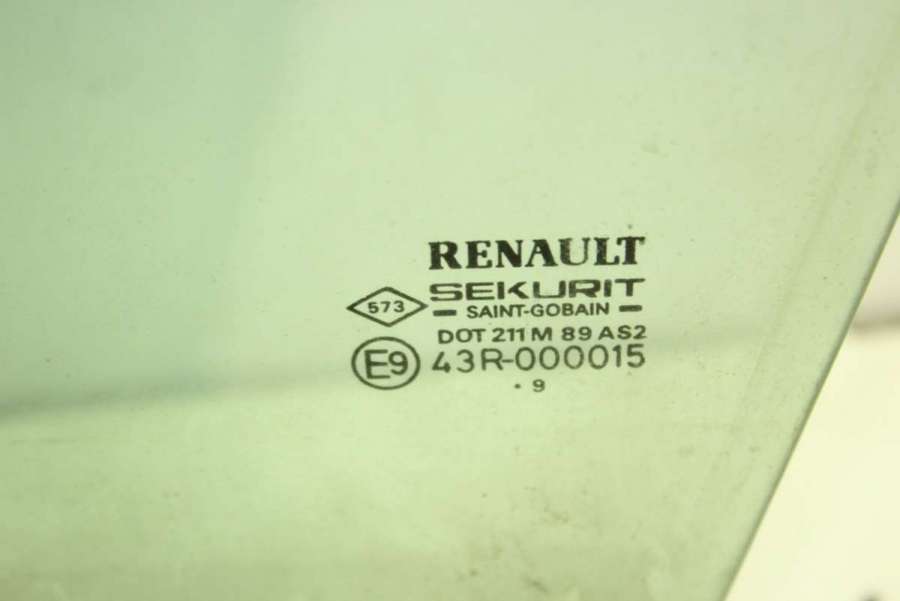 RENAULT
573 SEKURIT
SAINT-GOBAIN
DOT 211 M 89 AS2
E9 43R-000015
. 9